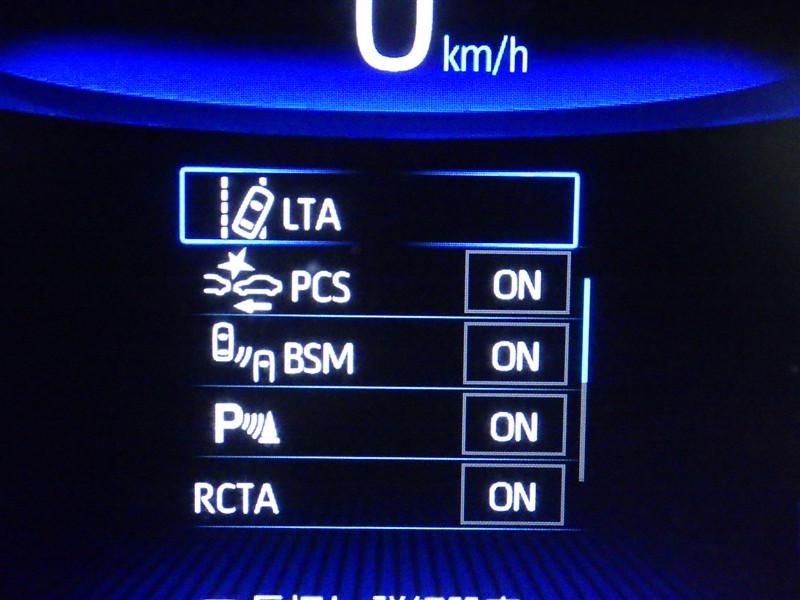 0 km/h
LTA
PCS ON
BSM ON
P ON
RCTA ON